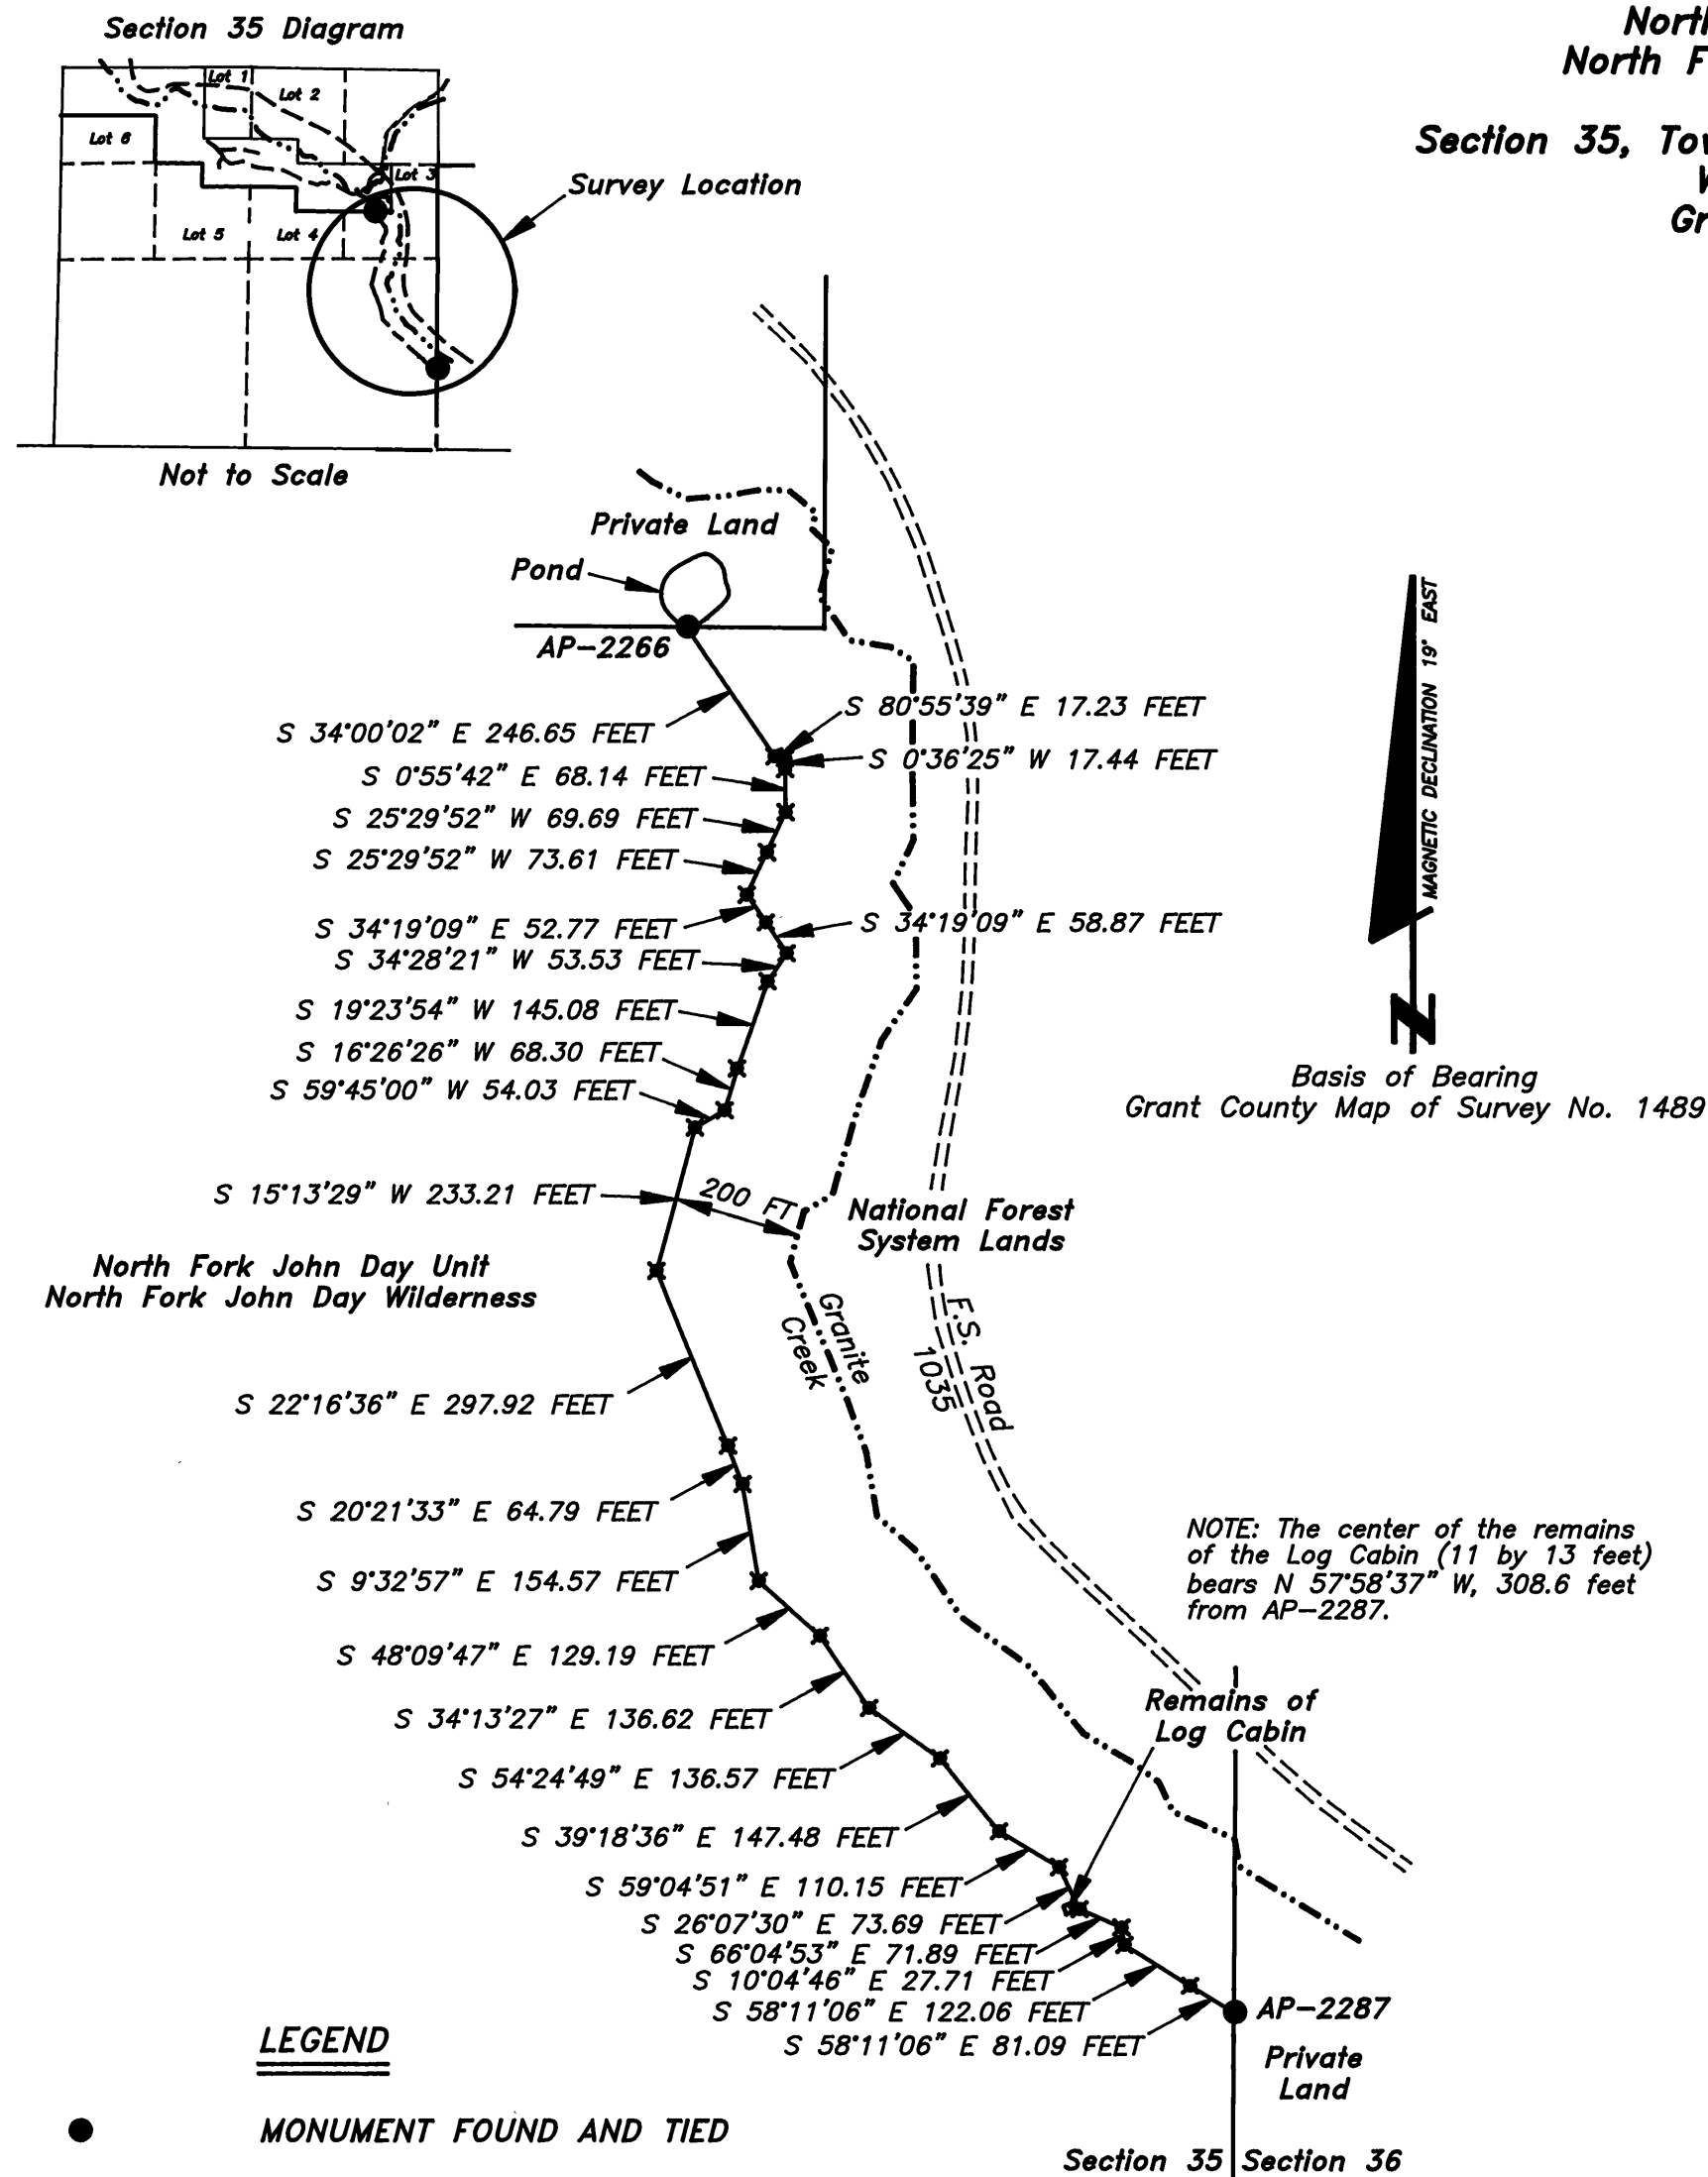 Section 35 Diagram
Lot 1
Lot 2
Lot 6
Lot 3
Lot 5
Lot 4
Survey Location
Not to Scale
North F
Section 35,
Private Land
Pond
AP-2266
S 34°00'02" E 246.65 FEET
S 80°55'39" E 17.23 FEET
S 0°36'25" W 17.44 FEET
S 0°55'42" E 68.14 FEET
S 25°29'52" W 69.69 FEET
S 25°29'52" W 73.61 FEET
S 34°19'09" E 52.77 FEET
S 34°19'09" E 58.87 FEET
S 34°28'21" W 53.53 FEET
S 19°23'54" W 145.08 FEET
S 16°26'26" W 68.30 FEET
S 59°45'00" W 54.03 FEET
MAGNETIC DECLINATION 19° EAST
N
Basis of Bearing
Grant County Map of Survey No. 1489
S 15°13'29" W 233.21 FEET
200 FT
National Forest
System Lands
North Fork John Day Unit
North Fork John Day Wilderness
Granite
Creek
F.S. Road
1035
S 22°16'36" E 297.92 FEET
S 20°21'33" E 64.79 FEET
S 9°32'57" E 154.57 FEET
NOTE: The center of the remains
of the Log Cabin (11 by 13 feet)
bears N 57°58'37" W, 308.6 feet
from AP-2287.
S 48°09'47" E 129.19 FEET
S 34°13'27" E 136.62 FEET
Remains of
Log Cabin
S 54°24'49" E 136.57 FEET
S 39°18'36" E 147.48 FEET
S 59°04'51" E 110.15 FEET
S 26°07'30" E 73.69 FEET
S 66°04'53" E 71.89 FEET
S 10°04'46" E 27.71 FEET
S 58°11'06" E 122.06 FEET
S 58°11'06" E 81.09 FEET
AP-2287
Private
Land
LEGEND
MONUMENT FOUND AND TIED
Section 35 Section 36